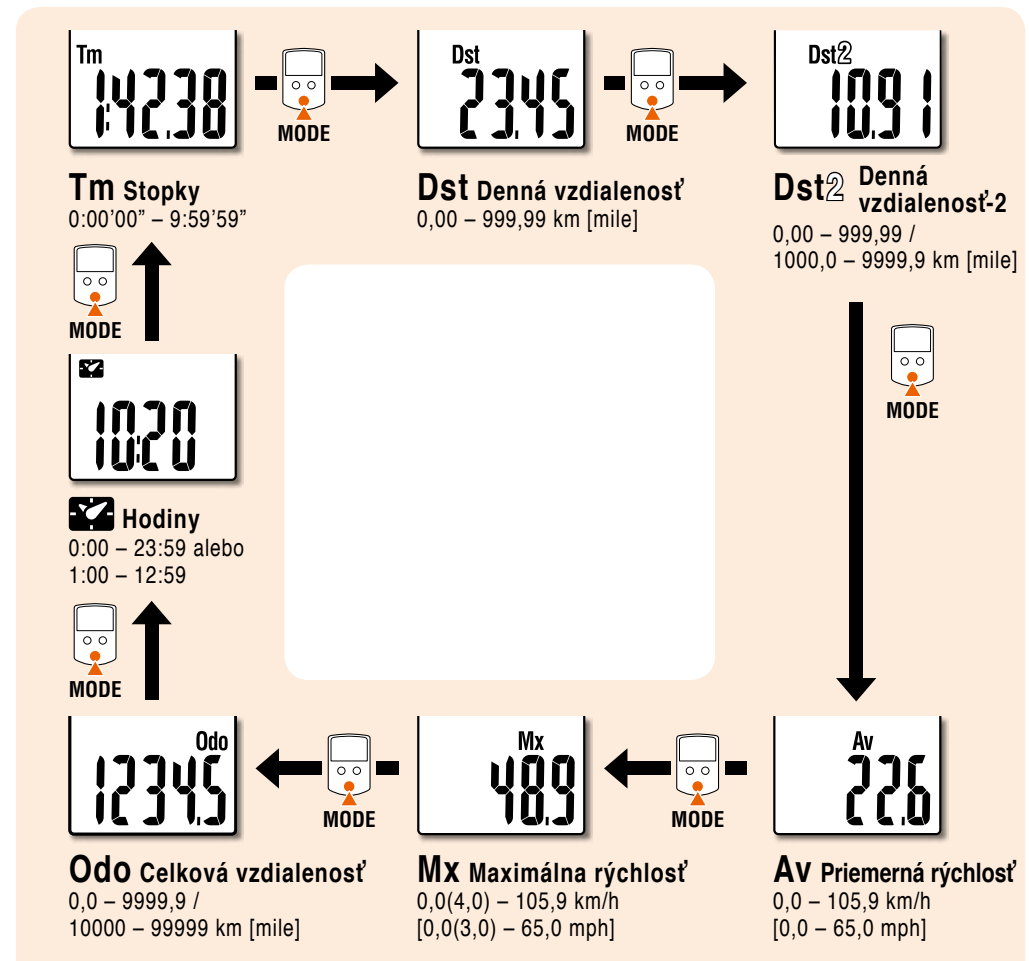 Tm
1:42.38
MODE
Dst
23.45
MODE
Dst2
10.91
Tm Stopky
0:00’00” – 9:59’59”
Dst Denná vzdialenosť
0,00 – 999,99 km [mile]
Dst2 Denná
vzdialenosť-2
0,00 – 999,99 /
1000,0 – 9999,9 km [mile]
MODE
MODE
10:20
Hodiny
0:00 – 23:59 alebo
1:00 – 12:59
MODE
Odo
1234.5
MODE
Mx
48.9
MODE
Av
22.6
Odo Celková vzdialenosť
0,0 – 9999,9 /
10000 – 99999 km [mile]
Mx Maximálna rýchlosť
0,0(4,0) – 105,9 km/h
[0,0(3,0) – 65,0 mph]
Av Priemerná rýchlosť
0,0 – 105,9 km/h
[0,0 – 65,0 mph]